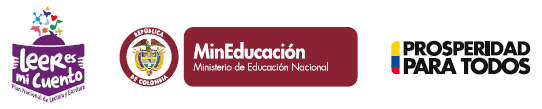 Leer es
mi Cuento
Plan Nacional de Lectura y Escritura
REPÚBLICA
DE COLOMBIA
MinEducación
Ministerio de Educación Nacional
PROSPERIDAD
PARA TODOS